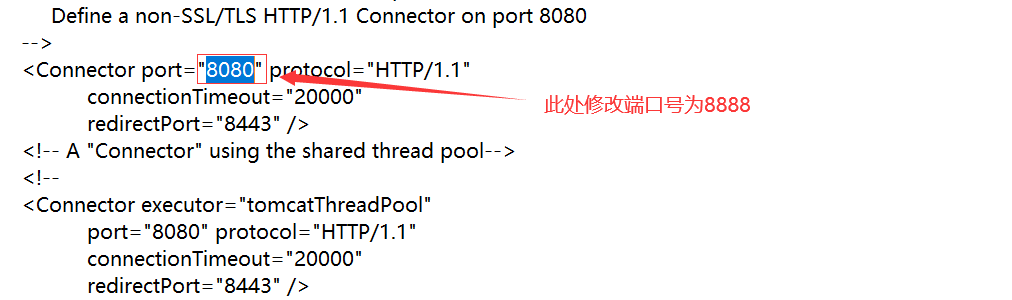 Define a non-SSL/TLS HTTP/1.1 Connector on port 8080
-->
<Connector port="8080" protocol="HTTP/1.1"
connectionTimeout="20000"
此处修改端口号为8888
redirectPort="8443" />
<!-- A "Connector" using the shared thread pool-->
<!--
<Connector executor="tomcatThreadPool"
port="8080" protocol="HTTP/1.1"
connectionTimeout="20000"
redirectPort="8443" />